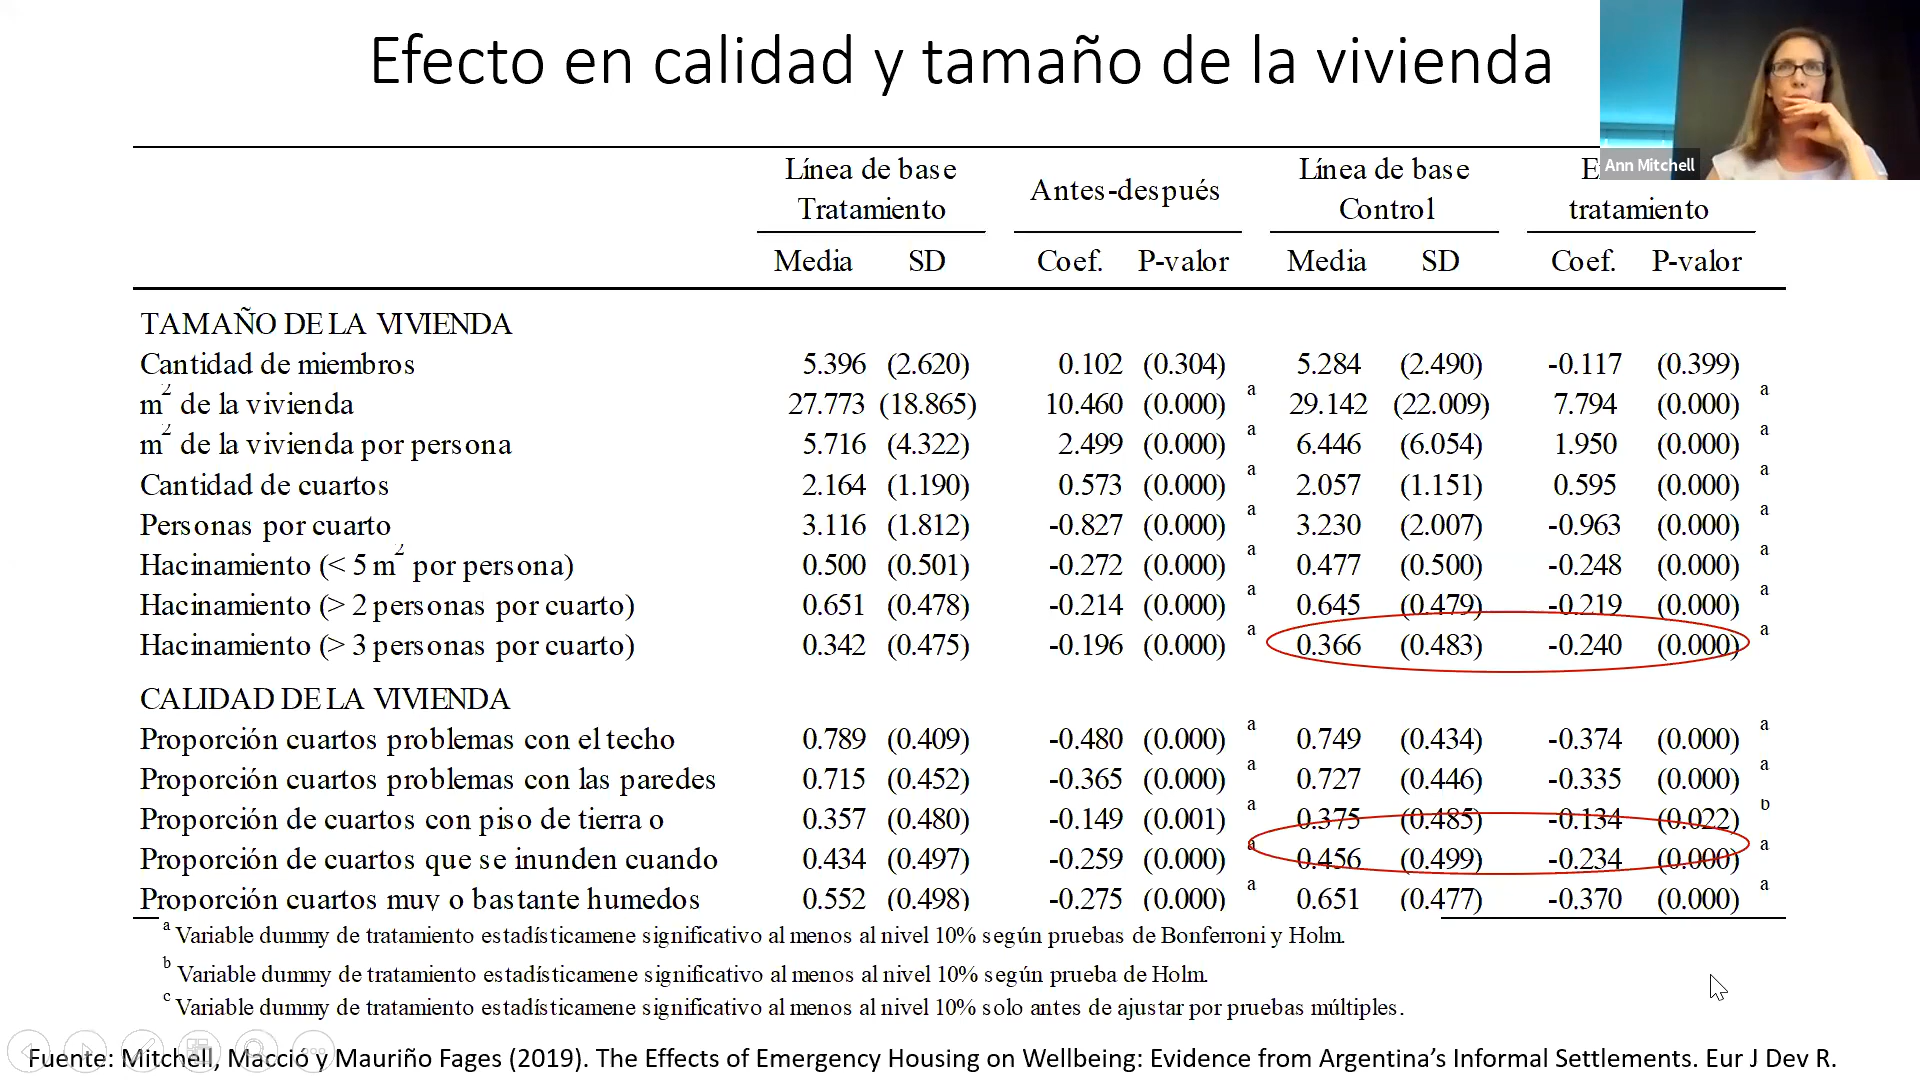 Efecto en calidad y tamaño de la vivienda
Ann Mitchell
Línea de base Tratamiento
Antes-después
Línea de base Control
E
tratamiento
Media SD Coef. P-valor Media SD Coef. P-valor
TAMAÑO DE LA VIVIENDA
Cantidad de miembros 5.396 (2.620) 0.102 (0.304) 5.284 (2.490) -0.117 (0.399)
m² de la vivienda 27.773 (18.865) 10.460 (0.000) a 29.142 (22.009) 7.794 (0.000) a
m² de la vivienda por persona 5.716 (4.322) 2.499 (0.000) a 6.446 (6.054) 1.950 (0.000) a
Cantidad de cuartos 2.164 (1.190) 0.573 (0.000) a 2.057 (1.151) 0.595 (0.000) a
Personas por cuarto 3.116 (1.812) -0.827 (0.000) a 3.230 (2.007) -0.963 (0.000) a
Hacinamiento (< 5 m² por persona) 0.500 (0.501) -0.272 (0.000) a 0.477 (0.500) -0.248 (0.000) a
Hacinamiento (> 2 personas por cuarto) 0.651 (0.478) -0.214 (0.000) a 0.645 (0.479) -0.219 (0.000) a
Hacinamiento (> 3 personas por cuarto) 0.342 (0.475) -0.196 (0.000) a 0.366 (0.483) -0.240 (0.000) a
CALIDAD DE LA VIVIENDA
Proporción cuartos problemas con el techo 0.789 (0.409) -0.480 (0.000) a 0.749 (0.434) -0.374 (0.000) a
Proporción cuartos problemas con las paredes 0.715 (0.452) -0.365 (0.000) a 0.727 (0.446) -0.335 (0.000) a
Proporción de cuartos con piso de tierra o 0.357 (0.480) -0.149 (0.001) a 0.375 (0.485) -0.134 (0.022) b
Proporción de cuartos que se inunden cuando 0.434 (0.497) -0.259 (0.000) a 0.456 (0.499) -0.234 (0.000) a
Proporción cuartos muy o bastante humedos 0.552 (0.498) -0.275 (0.000) a 0.651 (0.477) -0.370 (0.000) a
a Variable dummy de tratamiento estadísticamene significativo al menos al nivel 10% según pruebas de Bonferroni y Holm.
b Variable dummy de tratamiento estadísticamene significativo al menos al nivel 10% según prueba de Holm.
c Variable dummy de tratamiento estadísticamene significativo al menos al nivel 10% solo antes de ajustar por pruebas múltiples.
Fuente: Mitchell, Macció y Mauriño Fages (2019). The Effects of Emergency Housing on Wellbeing: Evidence from Argentina's Informal Settlements. Eur J Dev R.